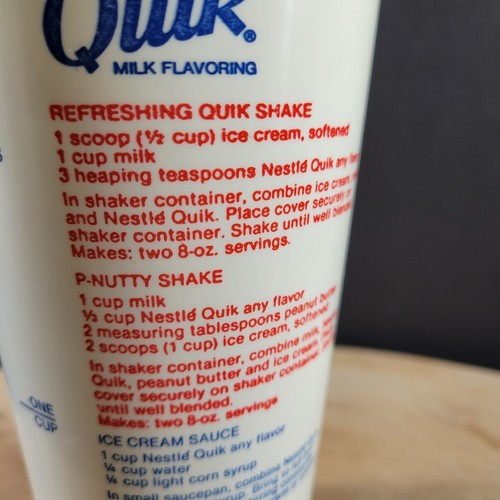 Quik®
MILK FLAVORING
REFRESHING QUIK SHAKE
1 scoop (½ cup) ice cream, softened
1 cup milk
3 heaping teaspoons Nestlé Quik any
In shaker container, combine ice cream,
and Nestlé Quik. Place cover securely on
shaker container. Shake until well blended.
Makes: two 8-oz. servings.
P-NUTTY SHAKE
1 cup milk
⅓ cup Nestlé Quik any flavor
2 measuring tablespoons peanut butter
2 scoops (1 cup) ice cream, softened
In shaker container, combine milk,
Quik, peanut butter and ice cream.
cover securely on shaker container.
until well blended.
Makes: two 8-oz. servings
ONE
CUP
ICE CREAM SAUCE
1 cup Nestlé Quik any flavor
¼ cup water
¼ cup light corn syrup
In small saucepan, combine